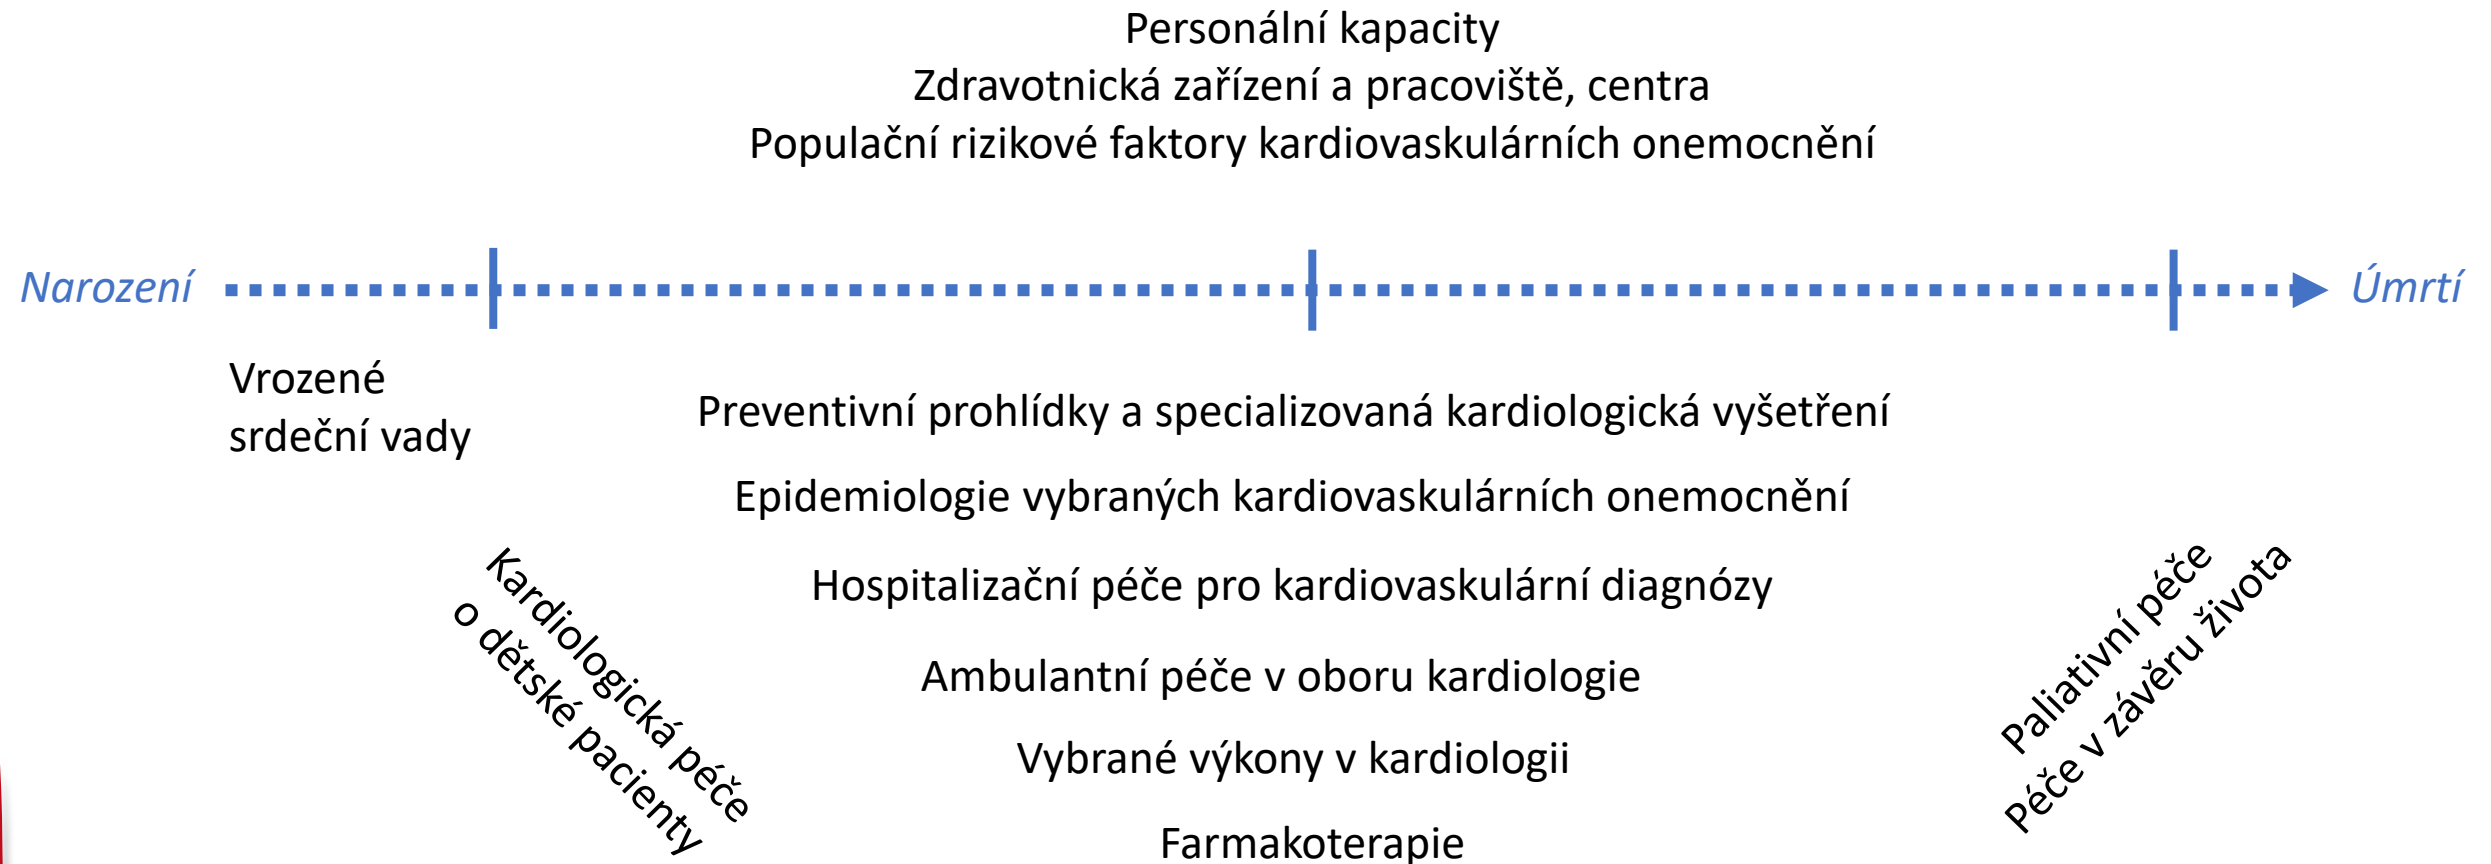 Personální kapacity
Zdravotnická zařízení a pracoviště, centra
Populační rizikové faktory kardiovaskulárních onemocnění
Narození
Úmrtí
Vrozené
srdeční vady
Preventivní prohlídky a specializovaná kardiologická vyšetření
Epidemiologie vybraných kardiovaskulárních onemocnění
Hospitalizační péče pro kardiovaskulární diagnózy
Ambulantní péče v oboru kardiologie
Vybrané výkony v kardiologii
Farmakoterapie
Kardiologická péče
o dětské pacienty
Paliativní péče
Péče v závěru života